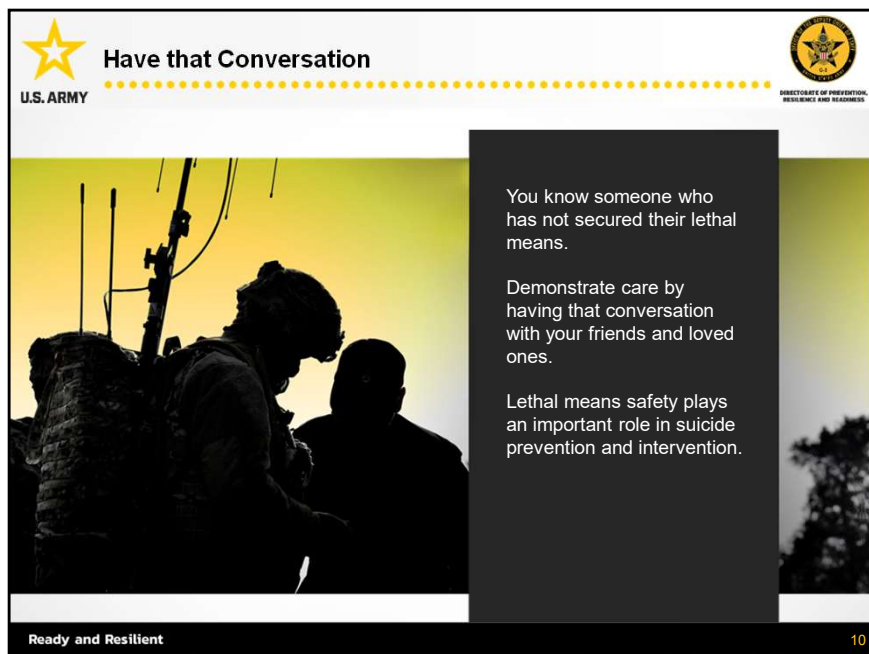 Have that Conversation
U.S. ARMY
DIRECTORATE OF PREVENTION,
RESILIENCE AND READINESS
You know someone who
has not secured their lethal
means.
Demonstrate care by
having that conversation
with your friends and loved
ones.
Lethal means safety plays
an important role in suicide
prevention and intervention.
Ready and Resilient
10